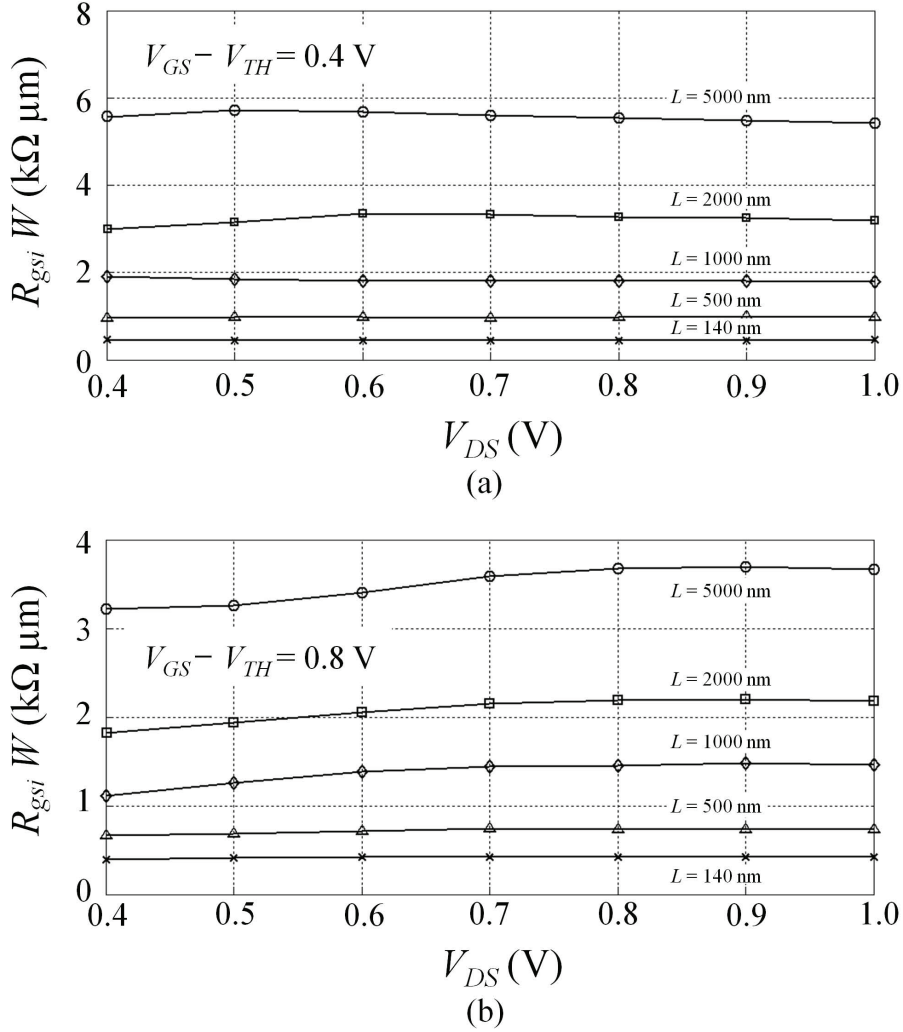 8
6
4
2
0
V_GS − V_TH = 0.4 V
L = 5000 nm
L = 2000 nm
L = 1000 nm
L = 500 nm
L = 140 nm
R_gsi W (kΩ μm)
0.4 0.5 0.6 0.7 0.8 0.9 1.0
V_DS (V)
(a)
4
3
2
1
0
V_GS − V_TH = 0.8 V
L = 5000 nm
L = 2000 nm
L = 1000 nm
L = 500 nm
L = 140 nm
R_gsi W (kΩ μm)
0.4 0.5 0.6 0.7 0.8 0.9 1.0
V_DS (V)
(b)